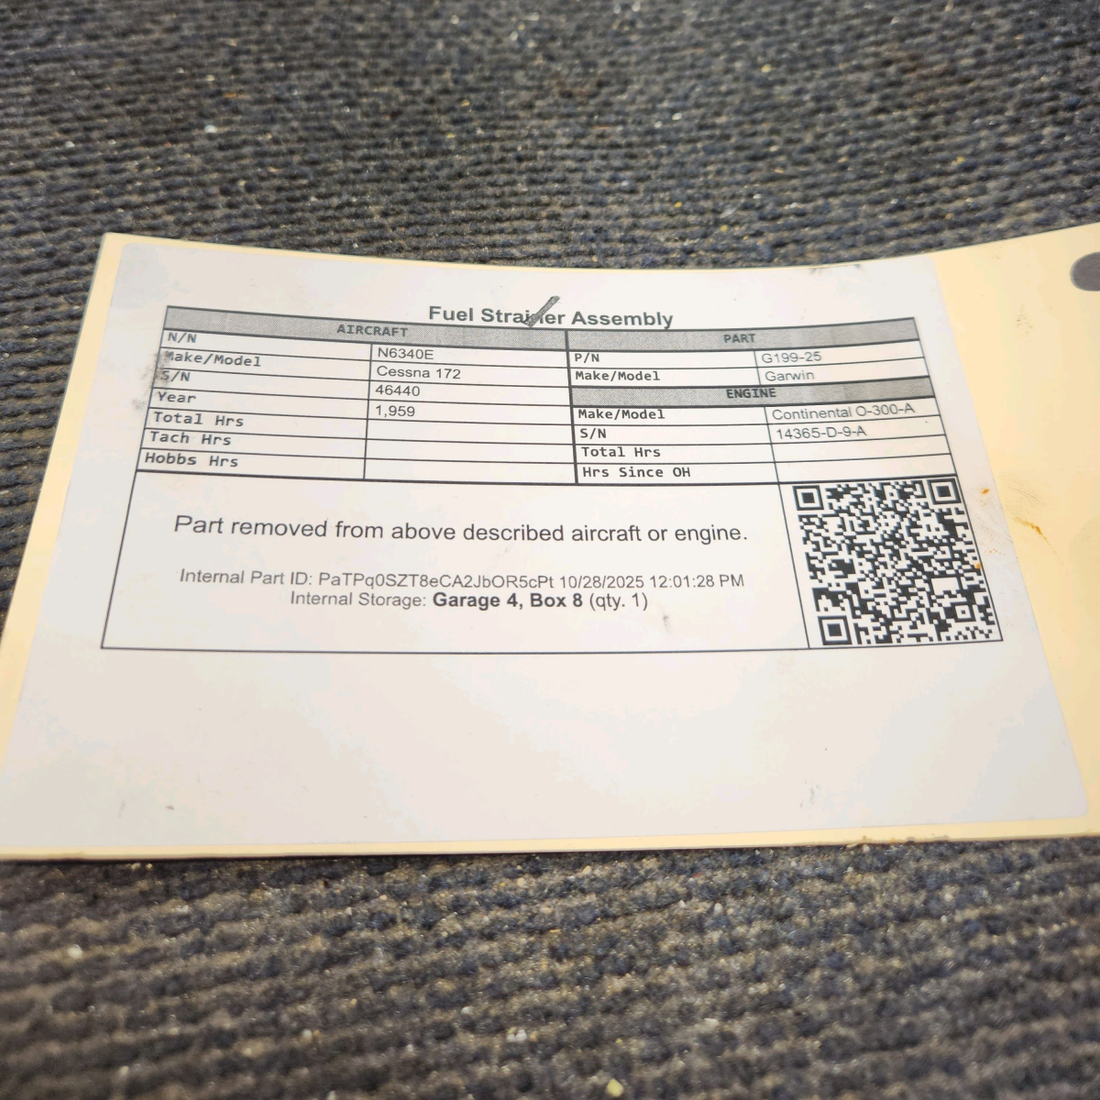 Fuel Strainer Assembly
AIRCRAFT
N/N N6340E
Make/Model Cessna 172
S/N 46440
Year 1,959
Total Hrs
Tach Hrs
Hobbs Hrs
PART
P/N G199-25
Make/Model Garwin
ENGINE
Make/Model Continental O-300-A
S/N 14365-D-9-A
Total Hrs
Hrs Since OH
Part removed from above described aircraft or engine.
Internal Part ID: PaTPq0SZT8eCA2JbOR5cPt 10/28/2025 12:01:28 PM
Internal Storage: Garage 4, Box 8 (qty. 1)